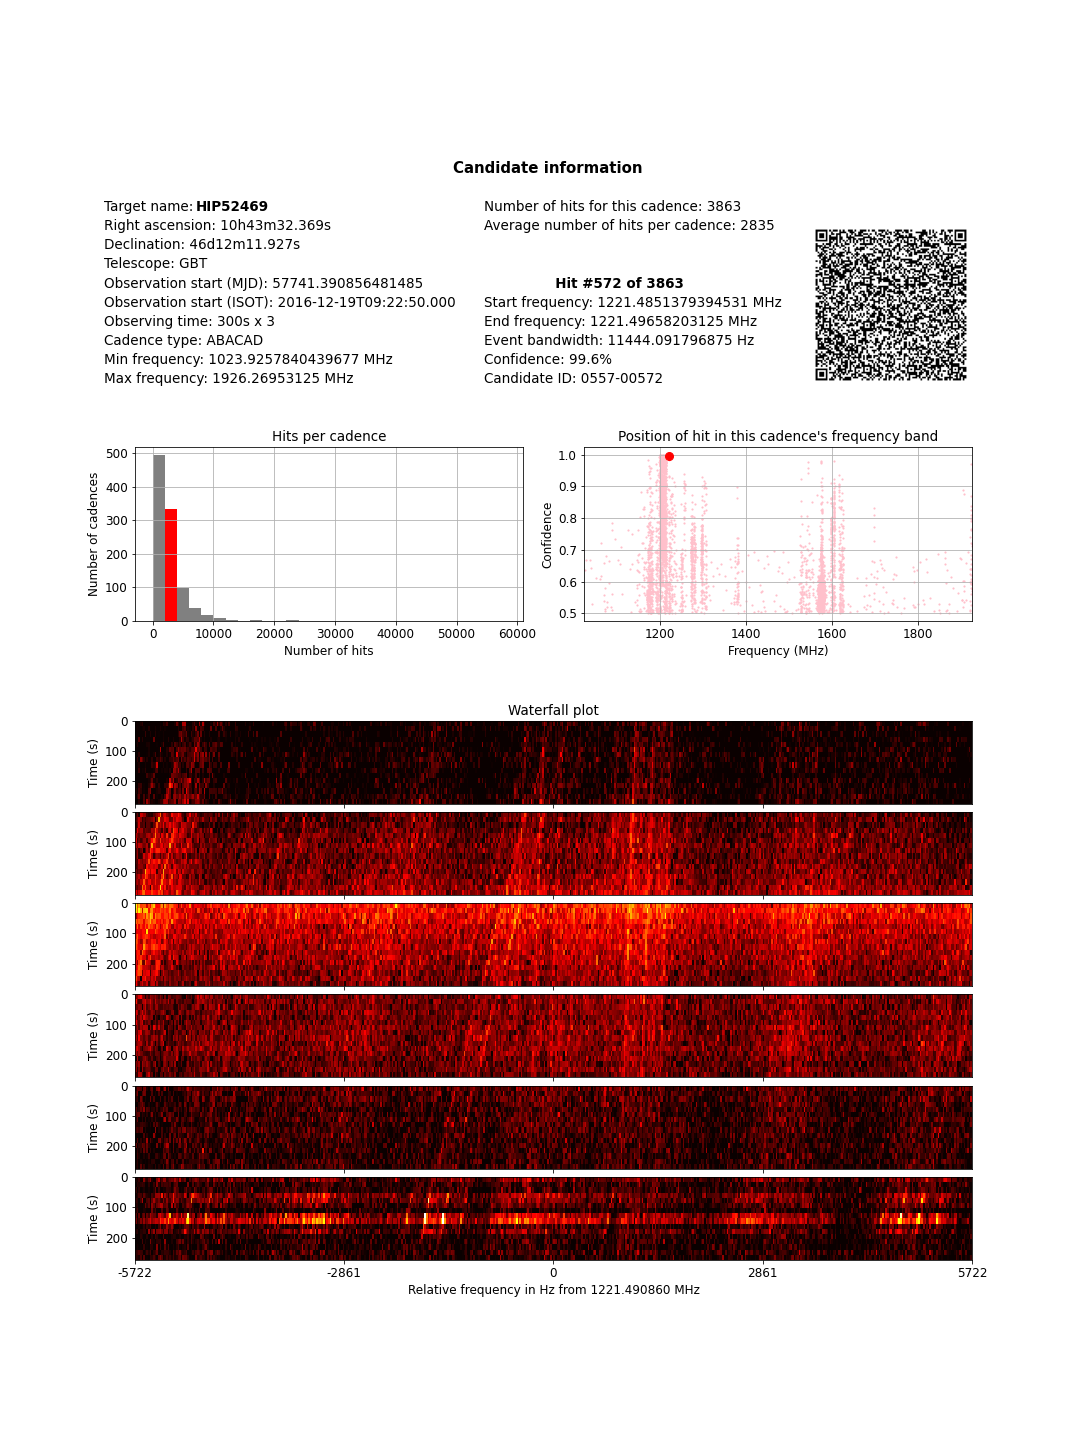 Candidate information
Target name: HIP52469
Right ascension: 10h43m32.369s
Declination: 46d12m11.927s
Telescope: GBT
Observation start (MJD): 57741.390856481485
Observation start (ISOT): 2016-12-19T09:22:50.000
Observing time: 300s x 3
Cadence type: ABACAD
Min frequency: 1023.9257840439677 MHz
Max frequency: 1926.26953125 MHz
Number of hits for this cadence: 3863
Average number of hits per cadence: 2835
Hit #572 of 3863
Start frequency: 1221.4851379394531 MHz
End frequency: 1221.49658203125 MHz
Event bandwidth: 11444.091796875 Hz
Confidence: 99.6%
Candidate ID: 0557-00572
Hits per cadence
Number of cadences
500
400
300
200
100
0
0 10000 20000 30000 40000 50000 60000
Number of hits
Position of hit in this cadence's frequency band
Confidence
1.0
0.9
0.8
0.7
0.6
0.5
1200 1400 1600 1800
Frequency (MHz)
Waterfall plot
Time (s)
0
100
200
Time (s)
0
100
200
Time (s)
0
100
200
Time (s)
0
100
200
Time (s)
0
100
200
Time (s)
0
100
200
-5722 -2861 0 2861 5722
Relative frequency in Hz from 1221.490860 MHz